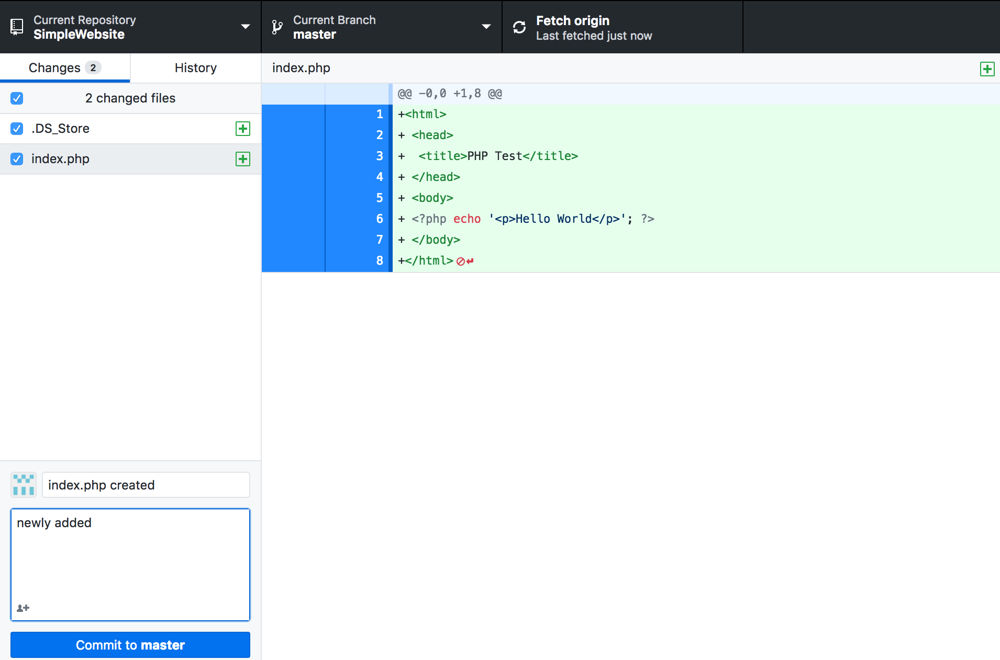 Current Repository
SimpleWebsite
Current Branch
master
Fetch origin
Last fetched just now
Changes 2
History
index.php
2 changed files
.DS_Store
index.php
@@ -0,0 +1,8 @@
1 +<html>
2 + <head>
3 +  <title>PHP Test</title>
4 + </head>
5 + <body>
6 + <?php echo '<p>Hello World</p>'; ?>
7 + </body>
8 +</html>
index.php created
newly added
Commit to master